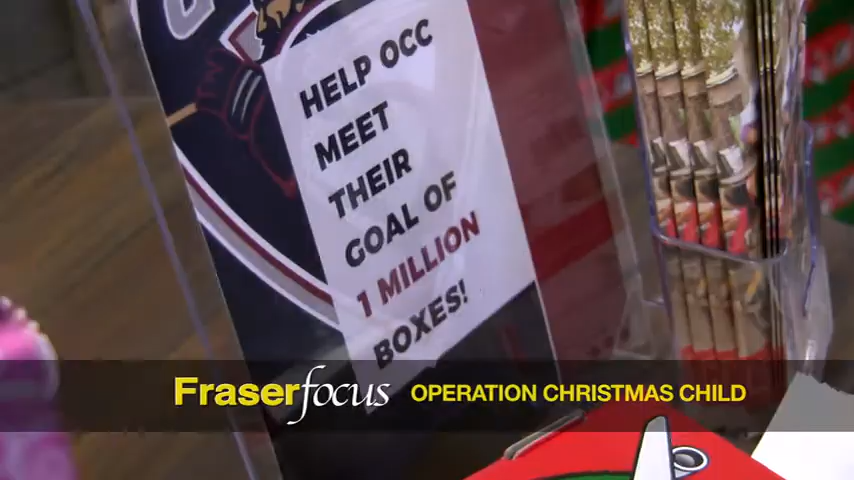 HELP OCC
MEET
THEIR
GOAL OF
1 MILLION
BOXES!
Fraserfocus OPERATION CHRISTMAS CHILD